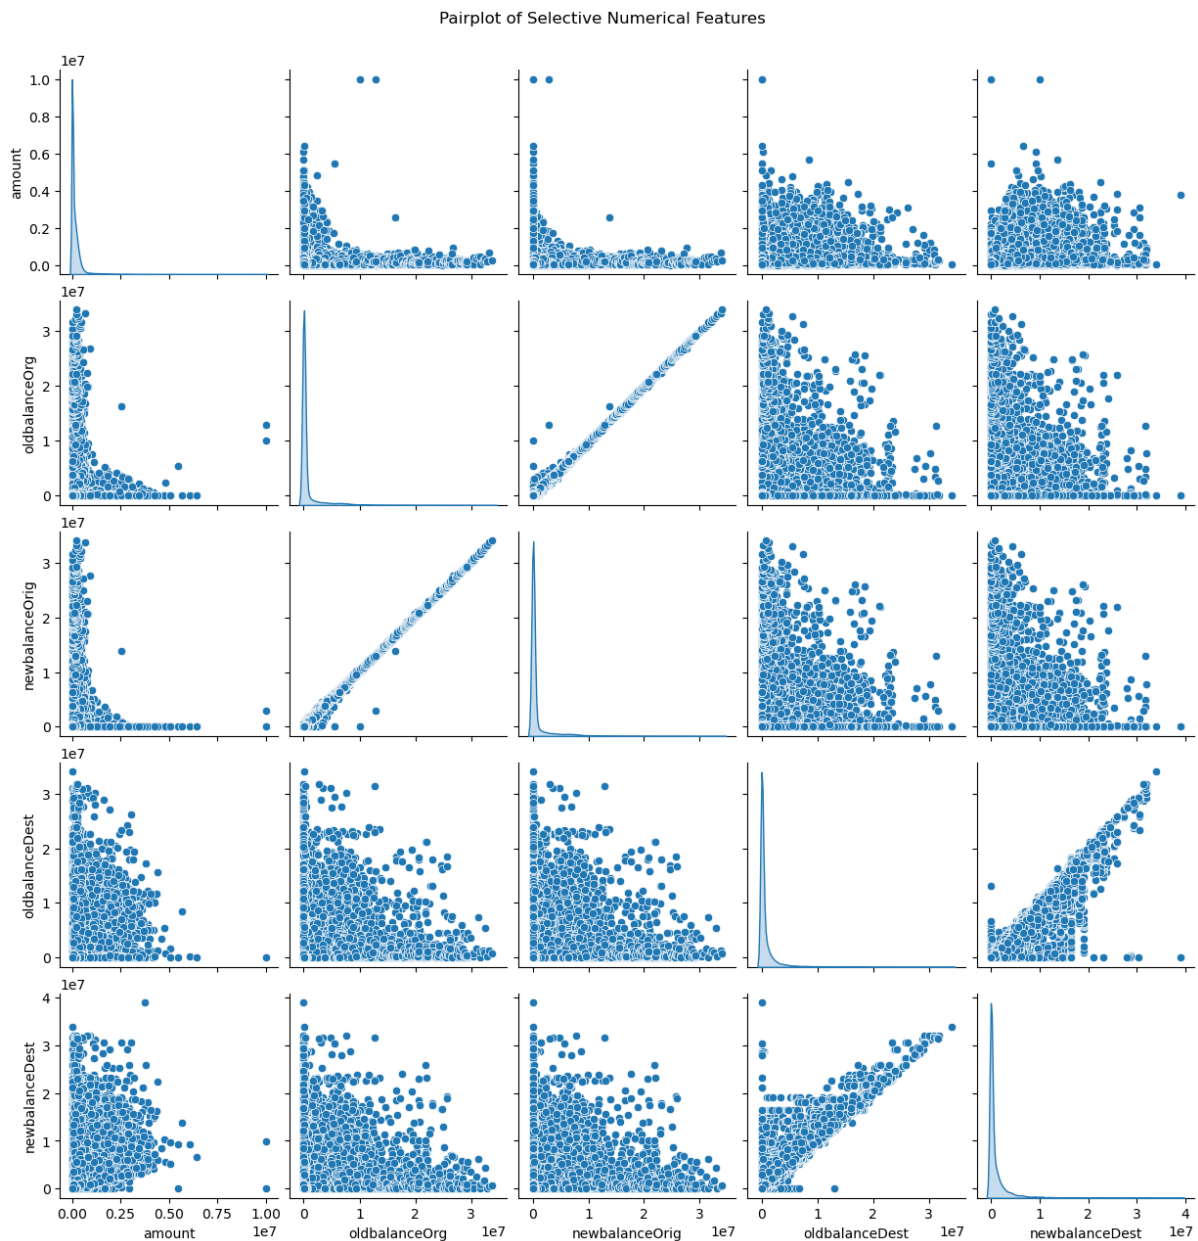 Pairplot of Selective Numerical Features
1e7
1.0
0.8
0.6
0.4
0.2
0.0
amount
1e7
3
2
1
0
oldbalanceOrg
1e7
3
2
1
0
newbalanceOrig
1e7
3
2
1
0
oldbalanceDest
1e7
4
3
2
1
0
newbalanceDest
0.00 0.25 0.50 0.75 1.00
1e7
amount
0 1 2 3
1e7
oldbalanceOrg
0 1 2 3
1e7
newbalanceOrig
0 1 2 3
1e7
oldbalanceDest
0 1 2 3 4
1e7
newbalanceDest